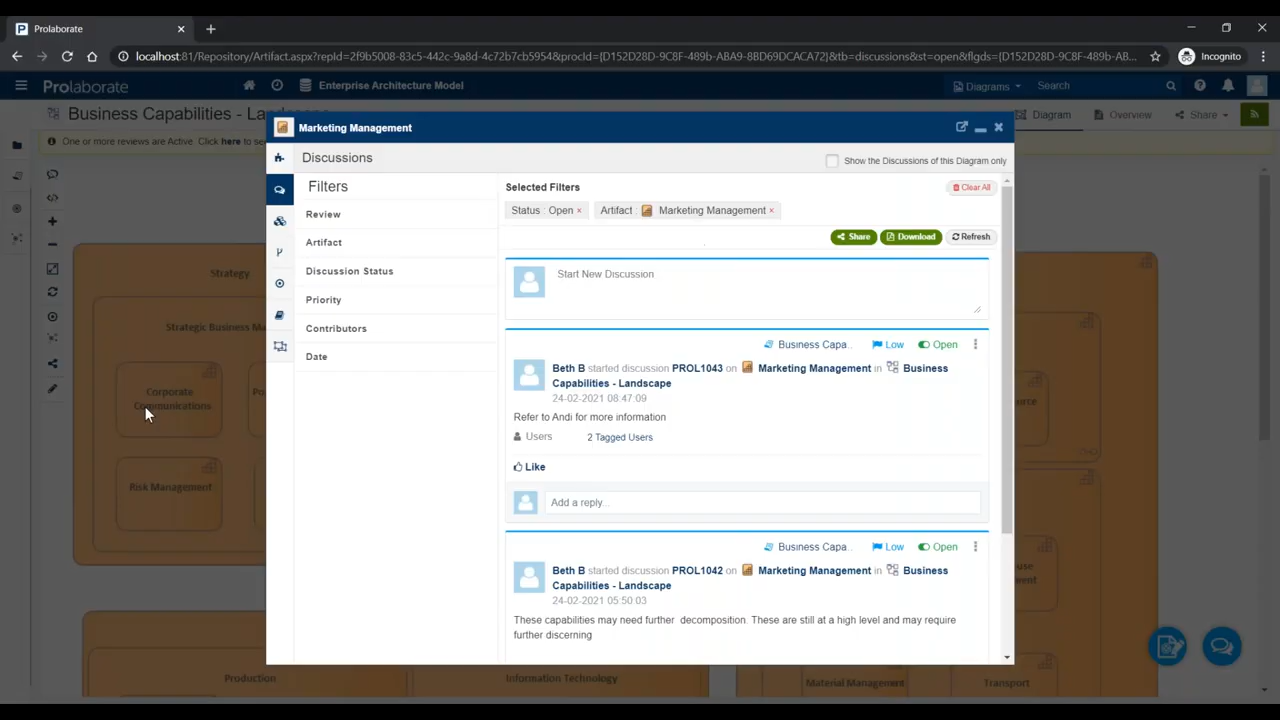 Prolaborate
localhost:81/Repository/Artifact.aspx?repId=2f9b5008-83c5-442c-9a8d-4c72b7cb5954&procId={D152D28D-9C8F-489b-ABA9-8BD69DCACA72}&tb=discussions&st=open&flgds={D152D28D-9C8F-489b-AB...
Incognito
Prolaborate
Enterprise Architecture Model
Diagrams
Search
Business Capabilities - La
Diagram
Overview
Share
One or more reviews are Active. Click here to se
Marketing Management
Discussions
Show the Discussions of this Diagram only
Filters
Review
Artifact
Discussion Status
Priority
Contributors
Date
Selected Filters
Clear All
Status : Open ×
Artifact : Marketing Management ×
Share
Download
Refresh
Start New Discussion
Business Capa..
Low
Open
Beth B started discussion PROL1043 on Marketing Management in Business
Capabilities - Landscape
24-02-2021 08:47:09
Refer to Andi for more information
Users
2 Tagged Users
Like
Add a reply...
Business Capa..
Low
Open
Beth B started discussion PROL1042 on Marketing Management in Business
Capabilities - Landscape
24-02-2021 05:50:03
These capabilities may need further decomposition. These are still at a high level and may require
further discerning
Strategy
Strategic Business Ma
Corporate
Communications
Po
Risk Management
Production
Information Technology
Material Management
Transport